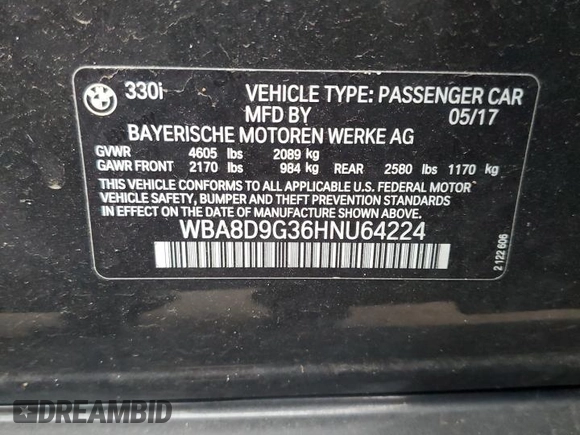 330i VEHICLE TYPE: PASSENGER CAR
MFD BY 05/17
BAYERISCHE MOTOREN WERKE AG
GVWR 4605 lbs 2089 kg
GAWR FRONT 2170 lbs 984 kg REAR 2580 lbs 1170 kg
THIS VEHICLE CONFORMS TO ALL APPLICABLE U.S. FEDERAL MOTOR
VEHICLE SAFETY, BUMPER AND THEFT PREVENTION STANDARDS
IN EFFECT ON THE DATE OF MANUFACTURE SHOWN ABOVE.
WBA8D9G36HNU64224
2 122 606
DREAMBID